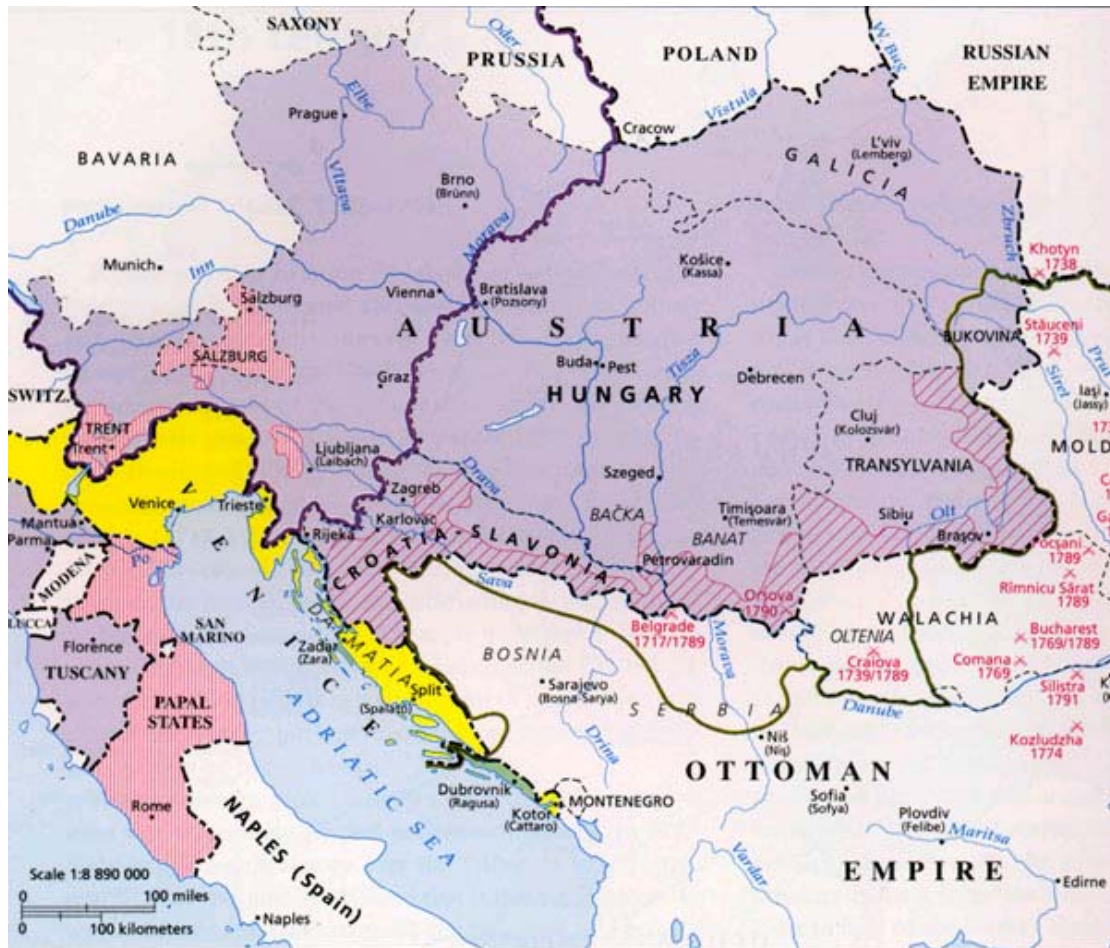 SAXONY
Oder
PRUSSIA
POLAND
W Bug
RUSSIAN
EMPIRE
Elbe
Prague
Vltava
Vistula
Cracow
L'viv
(Lemberg)
GALICIA
BAVARIA
Brno
(Brünn)
Morava
Danube
Zbruch
Munich
Inn
Košice
(Kassa)
Khotyn
1738
Salzburg
Vienna
Bratislava
(Pozsony)
AUSTRIA
BUKOVINA
Stăuceni
1739
SALZBURG
Buda
Pest
Tisza
Siret
Graz
Debrecen
Iaşi
(Jassy)
SWITZ.
HUNGARY
TRENT
Trent
Cluj
(Kolozsvár)
Ljubljana
(Laibach)
Drava
Szeged
TRANSYLVANIA
MOLD
Venice
Trieste
Zagreb
Karlovac
BAČKA
Timişoara
(Temesvár)
Sibiu
Olt
Mantua
Parma
Rijeka
BANAT
Braşov
CROATIA-SLAVONIA
Petrovaradin
Focşani
1789
Po
MODENA
VENICE
Sava
Orşova
1790
Rîmnicu Sărat
1789
LUCCA
SAN
MARINO
DALMATIA
Belgrade
1717/1789
OLTENIA
WALACHIA
Florence
Zadar
(Zara)
BOSNIA
Morava
Craiova
1739/1789
Bucharest
1769/1789
Comana
1769
TUSCANY
PAPAL
STATES
Split
(Spalato)
Sarajevo
(Bosna-Sarya)
SERBIA
Danube
Silistra
1791
ADRIATIC SEA
Drina
Niš
(Niş)
Kozludzha
1774
Rome
Dubrovnik
(Ragusa)
MONTENEGRO
OTTOMAN
Kotor
(Cattaro)
Sofia
(Sofya)
Plovdiv
(Felibe)
Maritsa
NAPLES (Spain)
Vardar
EMPIRE
Edirne
Scale 1:8 890 000
0 100 miles
0 100 kilometers
Naples